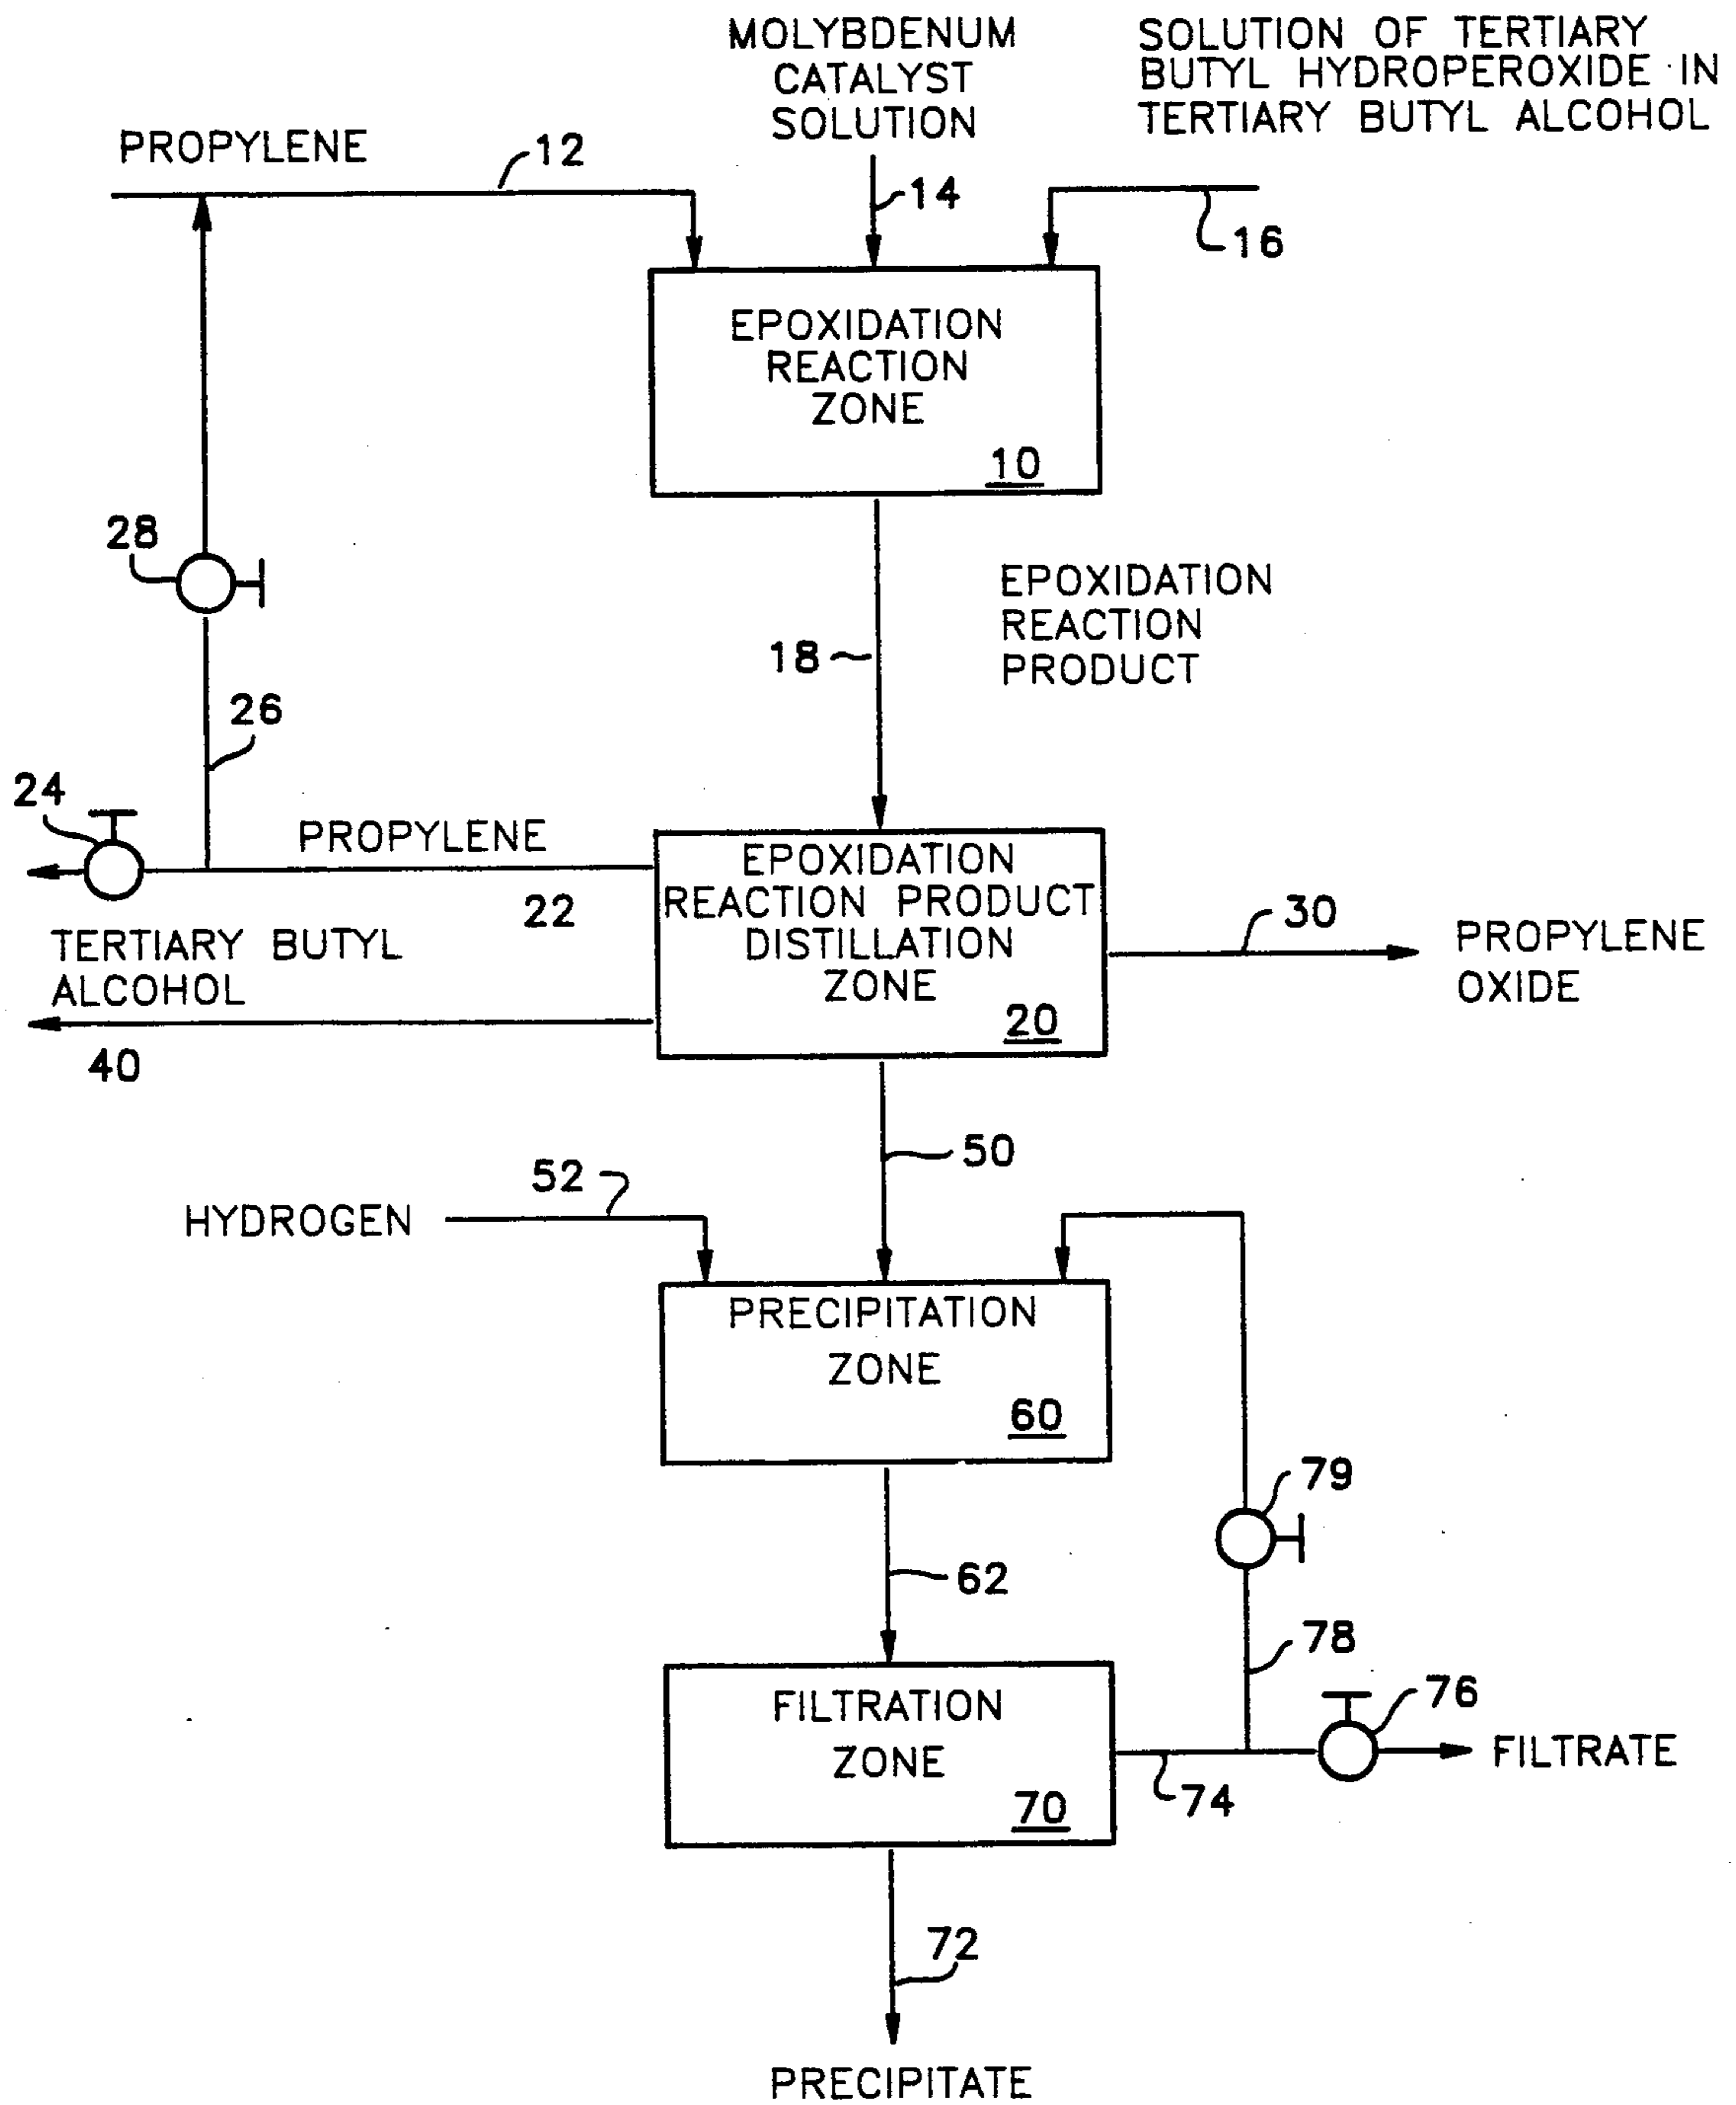 MOLYBDENUM
CATALYST
SOLUTION
SOLUTION OF TERTIARY
BUTYL HYDROPEROXIDE IN
TERTIARY BUTYL ALCOHOL
PROPYLENE
12
14
16
EPOXIDATION
REACTION
ZONE
10
28
EPOXIDATION
REACTION
PRODUCT
18
26
24
PROPYLENE
22
EPOXIDATION
REACTION PRODUCT
DISTILLATION
ZONE
20
30
PROPYLENE
OXIDE
TERTIARY BUTYL
ALCOHOL
40
50
52
HYDROGEN
PRECIPITATION
ZONE
60
79
62
78
76
FILTRATION
ZONE
70
74
FILTRATE
72
PRECIPITATE